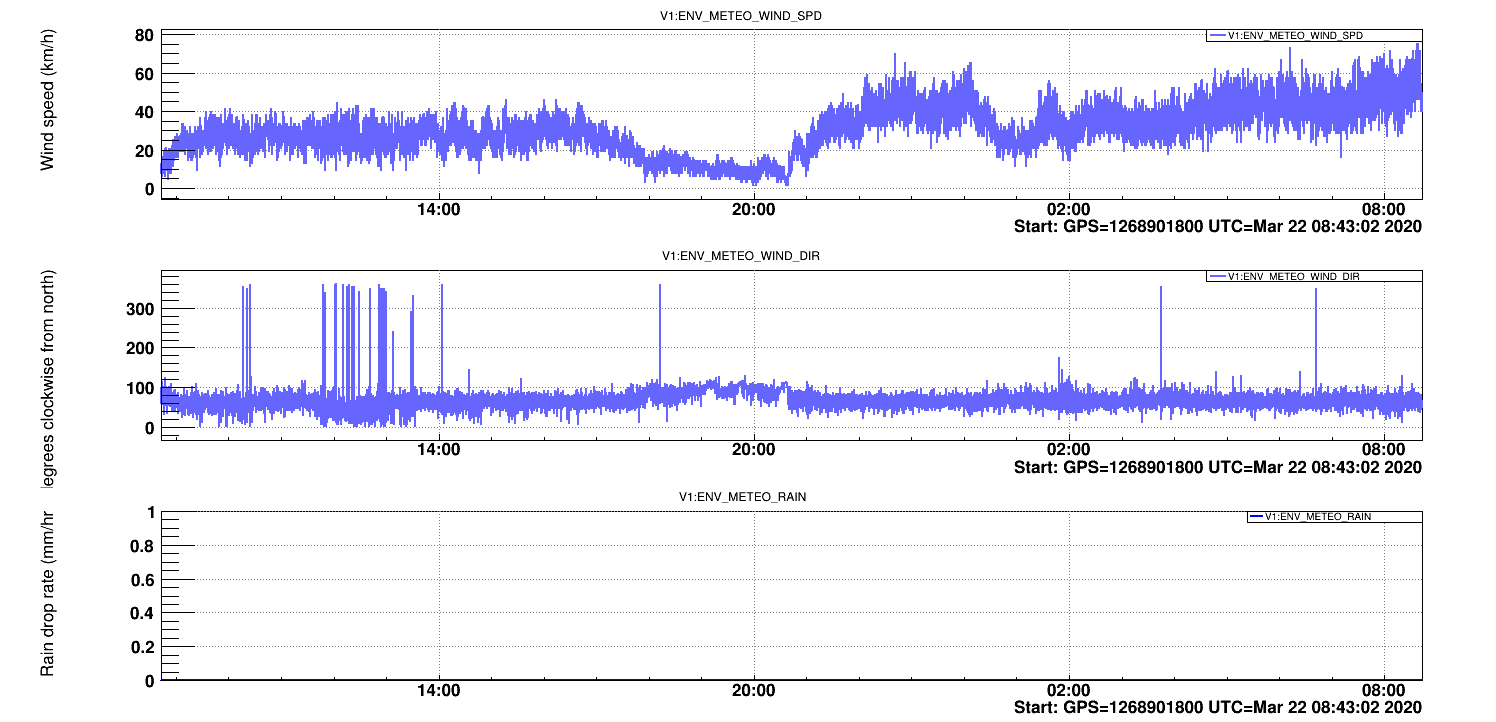 V1:ENV_METEO_WIND_SPD
Wind speed (km/h)
V1:ENV_METEO_WIND_SPD
80
60
40
20
0
14:00 20:00 02:00 08:00
Start: GPS=1268901800 UTC=Mar 22 08:43:02 2020
V1:ENV_METEO_WIND_DIR
egrees clockwise from north)
V1:ENV_METEO_WIND_DIR
300
200
100
0
14:00 20:00 02:00 08:00
Start: GPS=1268901800 UTC=Mar 22 08:43:02 2020
V1:ENV_METEO_RAIN
Rain drop rate (mm/hr
V1:ENV_METEO_RAIN
1
0.8
0.6
0.4
0.2
0
14:00 20:00 02:00 08:00
Start: GPS=1268901800 UTC=Mar 22 08:43:02 2020